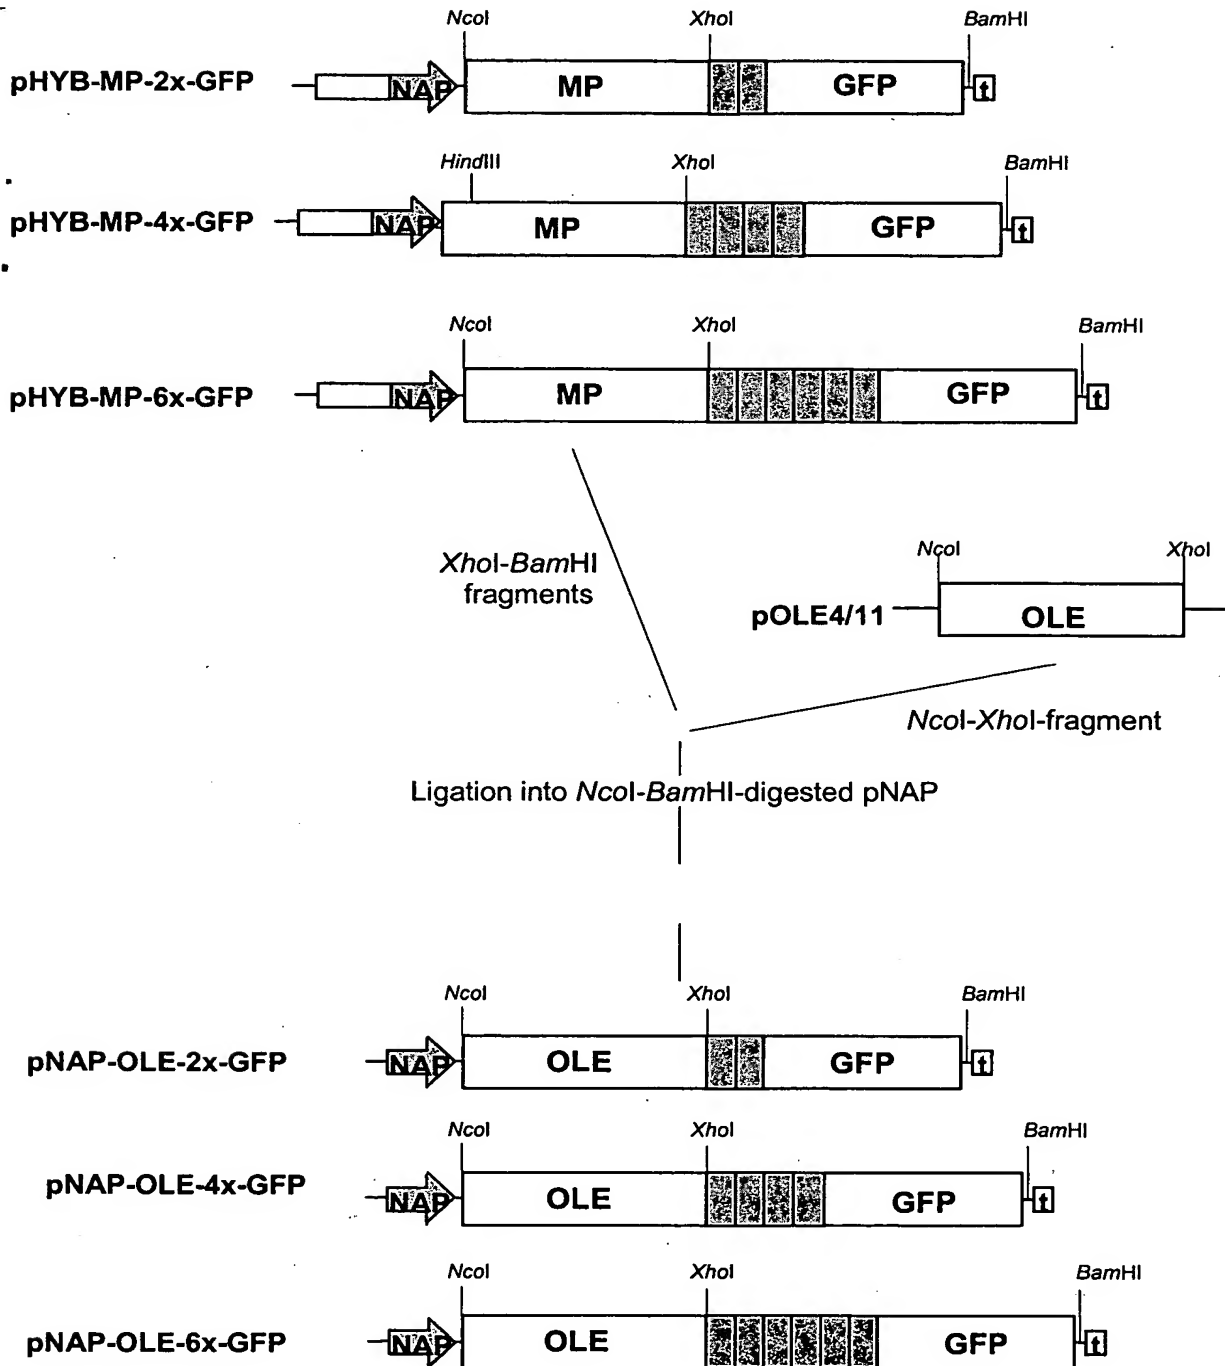 NcoI XhoI BamHI
pHYB-MP-2x-GFP NAP MP GFP t
HindIII XhoI BamHI
pHYB-MP-4x-GFP NAP MP GFP t
NcoI XhoI BamHI
pHYB-MP-6x-GFP NAP MP GFP t
XhoI-BamHI
fragments
NcoI XhoI
pOLE4/11 OLE
NcoI-XhoI-fragment
Ligation into NcoI-BamHI-digested pNAP
NcoI XhoI BamHI
pNAP-OLE-2x-GFP NAP OLE GFP t
NcoI XhoI BamHI
pNAP-OLE-4x-GFP NAP OLE GFP t
NcoI XhoI BamHI
pNAP-OLE-6x-GFP NAP OLE GFP t